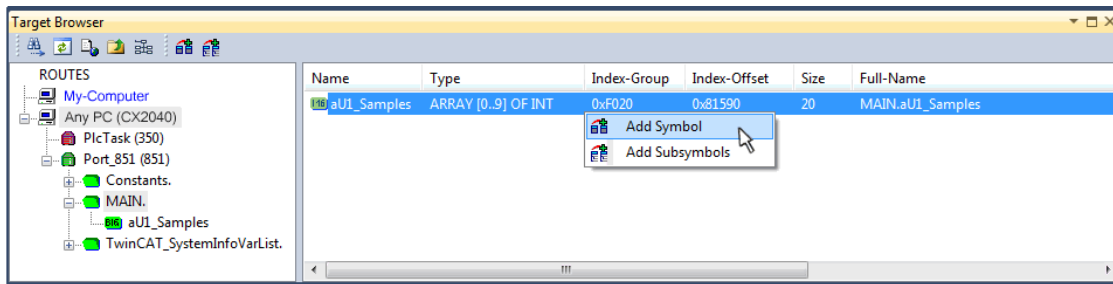 Target Browser
ROUTES
My-Computer
Any PC (CX2040)
PlcTask (350)
Port_851 (851)
Constants.
MAIN.
aU1_Samples
TwinCAT_SystemInfoVarList.
Name Type Index-Group Index-Offset Size Full-Name
aU1_Samples ARRAY [0..9] OF INT 0xF020 0x81590 20 MAIN.aU1_Samples
Add Symbol
Add Subsymbols